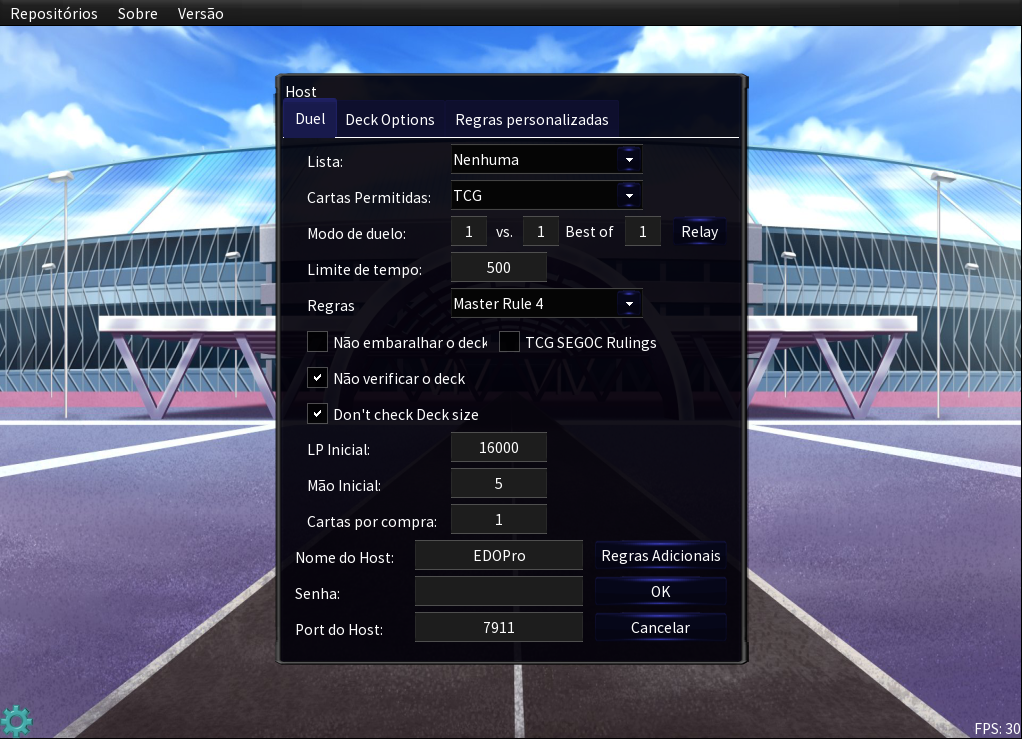 Repositórios Sobre Versão
Host
Duel Deck Options Regras personalizadas
Lista: Nenhuma
Cartas Permitidas: TCG
Modo de duelo: 1 vs. 1 Best of 1 Relay
Limite de tempo: 500
Regras Master Rule 4
Não embaralhar o deck TCG SEGOC Rulings
Não verificar o deck
Don't check Deck size
LP Inicial: 16000
Mão Inicial: 5
Cartas por compra: 1
Nome do Host: EDOPro Regras Adicionais
Senha: OK
Port do Host: 7911 Cancelar
FPS: 30